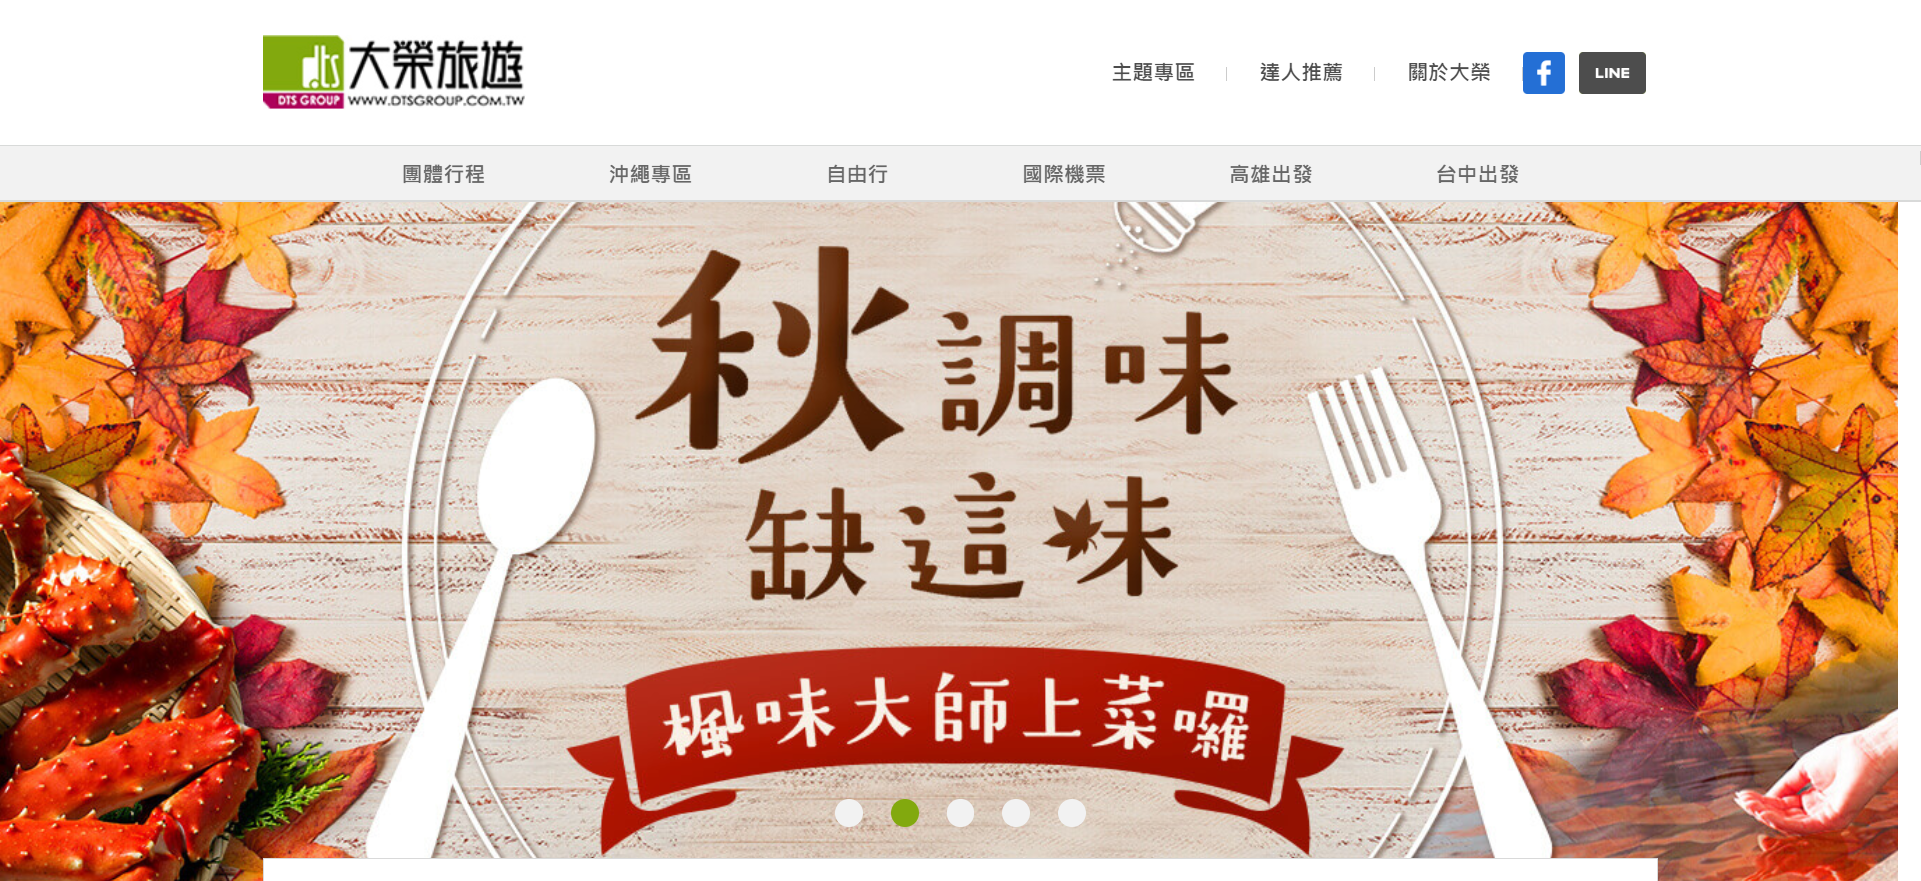 dts
DTS GROUP
大榮旅遊
WWW.DTSGROUP.COM.TW
主題專區
達人推薦
關於大榮
f
LINE
團體行程
沖繩專區
自由行
國際機票
高雄出發
台中出發
秋調味
缺這味
楓味大師上菜囉